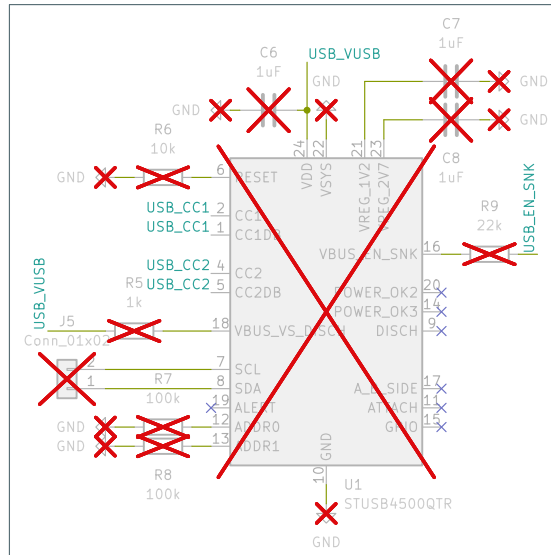 C7
1uF
GND
C6
1uF
USB_VUSB
GND
GND
GND
R6
10k
GND
C8
1uF
24
22
21
23
VDD
VSYS
VREG_1V2
VREG_2V7
6
RESET
USB_CC1
2
CC1
USB_CC1
1
CC1DB
USB_CC2
4
CC2
USB_CC2
5
CC2DB
R9
22k
USB_EN_SNK
VBUS_EN_SNK
16
POWER_OK2
20
POWER_OK3
14
DISCH
9
USB_VUSB
R5
1k
18
VBUS_VS_DISCH
J5
Conn_01x02
2
1
7
SCL
8
SDA
R7
100k
19
ALERT
GND
12
ADDR0
GND
13
ADDR1
R8
100k
A_B_SIDE
17
ATTACH
11
GPIO
15
GND
10
U1
STUSB4500QTR
GND